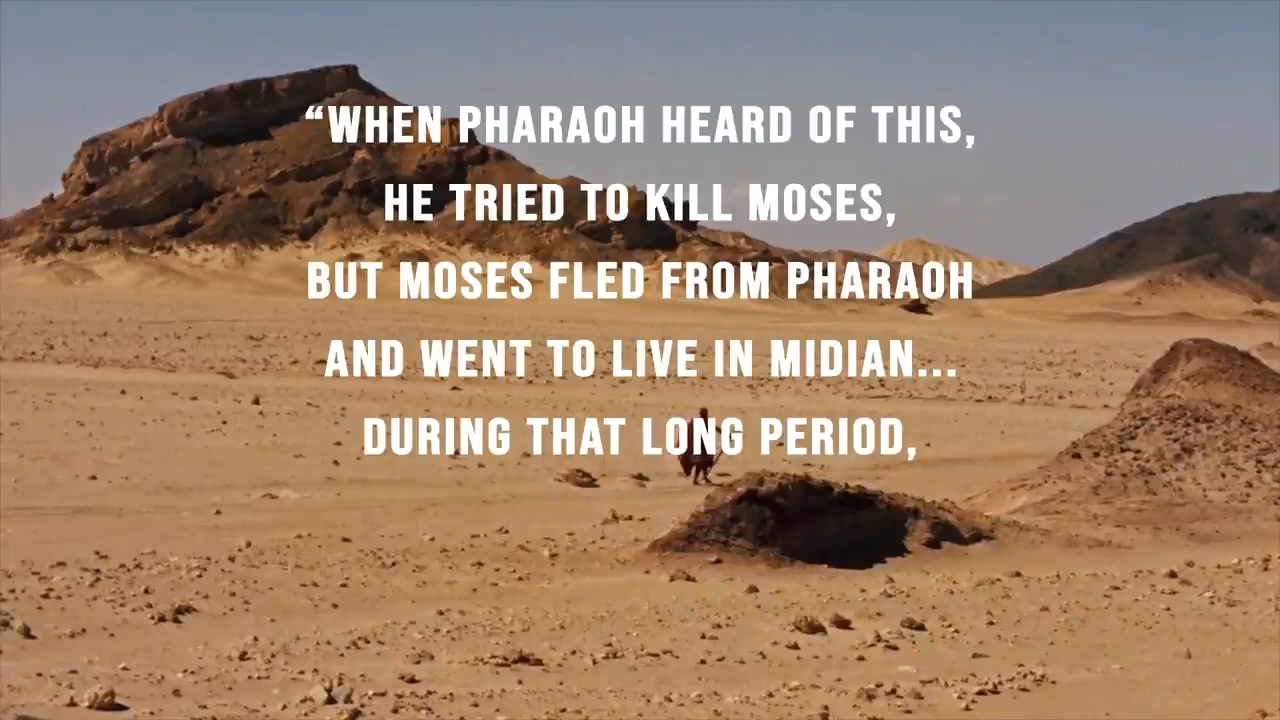 “WHEN PHARAOH HEARD OF THIS,
HE TRIED TO KILL MOSES,
BUT MOSES FLED FROM PHARAOH
AND WENT TO LIVE IN MIDIAN...
DURING THAT LONG PERIOD,